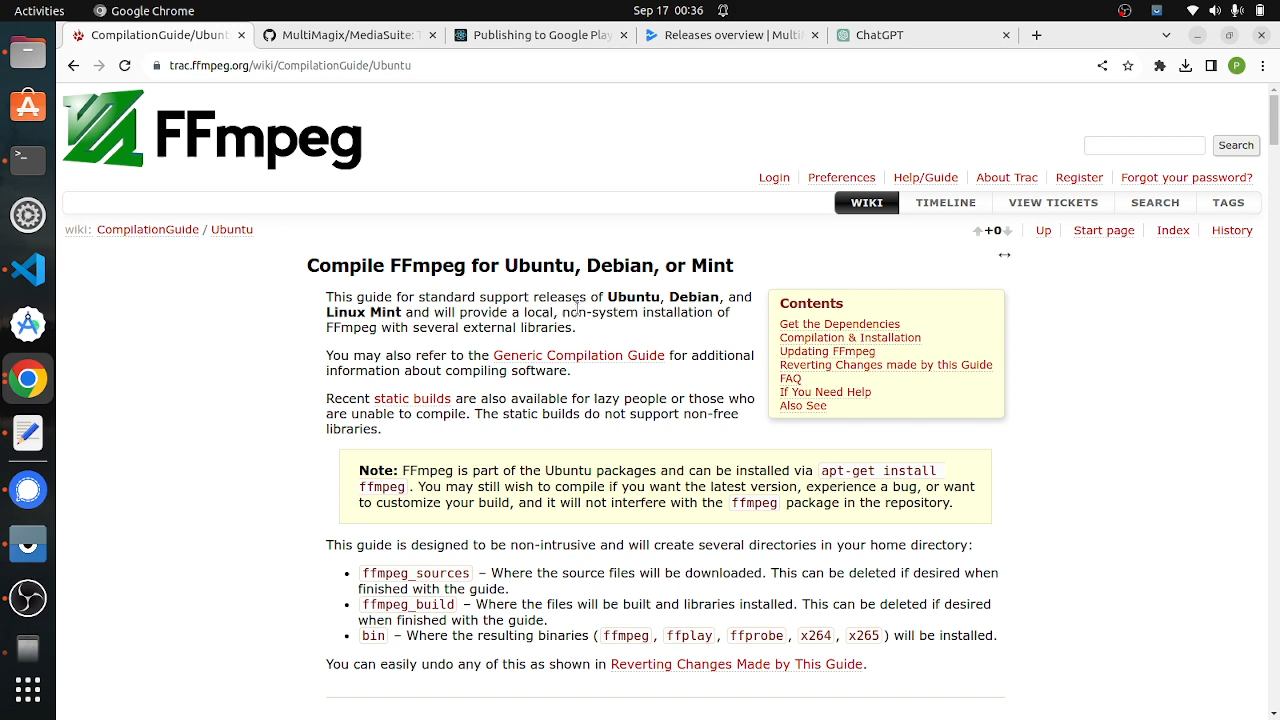 Activities
Google Chrome
Sep 17 00:36
CompilationGuide/Ubunt
MultiMagix/MediaSuite: T
Publishing to Google Play
Releases overview | Multi
ChatGPT
trac.ffmpeg.org/wiki/CompilationGuide/Ubuntu
P
FFmpeg
Search
Login
Preferences
Help/Guide
About Trac
Register
Forgot your password?
WIKI
TIMELINE
VIEW TICKETS
SEARCH
TAGS
wiki: CompilationGuide / Ubuntu
+0
Up
Start page
Index
History
Compile FFmpeg for Ubuntu, Debian, or Mint
This guide for standard support releases of Ubuntu, Debian, and
Linux Mint and will provide a local, non-system installation of
FFmpeg with several external libraries.
You may also refer to the Generic Compilation Guide for additional
information about compiling software.
Recent static builds are also available for lazy people or those who
are unable to compile. The static builds do not support non-free
libraries.
Contents
Get the Dependencies
Compilation & Installation
Updating FFmpeg
Reverting Changes made by this Guide
FAQ
If You Need Help
Also See
Note: FFmpeg is part of the Ubuntu packages and can be installed via apt-get install
ffmpeg. You may still wish to compile if you want the latest version, experience a bug, or want
to customize your build, and it will not interfere with the ffmpeg package in the repository.
This guide is designed to be non-intrusive and will create several directories in your home directory:
• ffmpeg_sources – Where the source files will be downloaded. This can be deleted if desired when
finished with the guide.
• ffmpeg_build – Where the files will be built and libraries installed. This can be deleted if desired
when finished with the guide.
• bin – Where the resulting binaries (ffmpeg, ffplay, ffprobe, x264, x265) will be installed.
You can easily undo any of this as shown in Reverting Changes Made by This Guide.